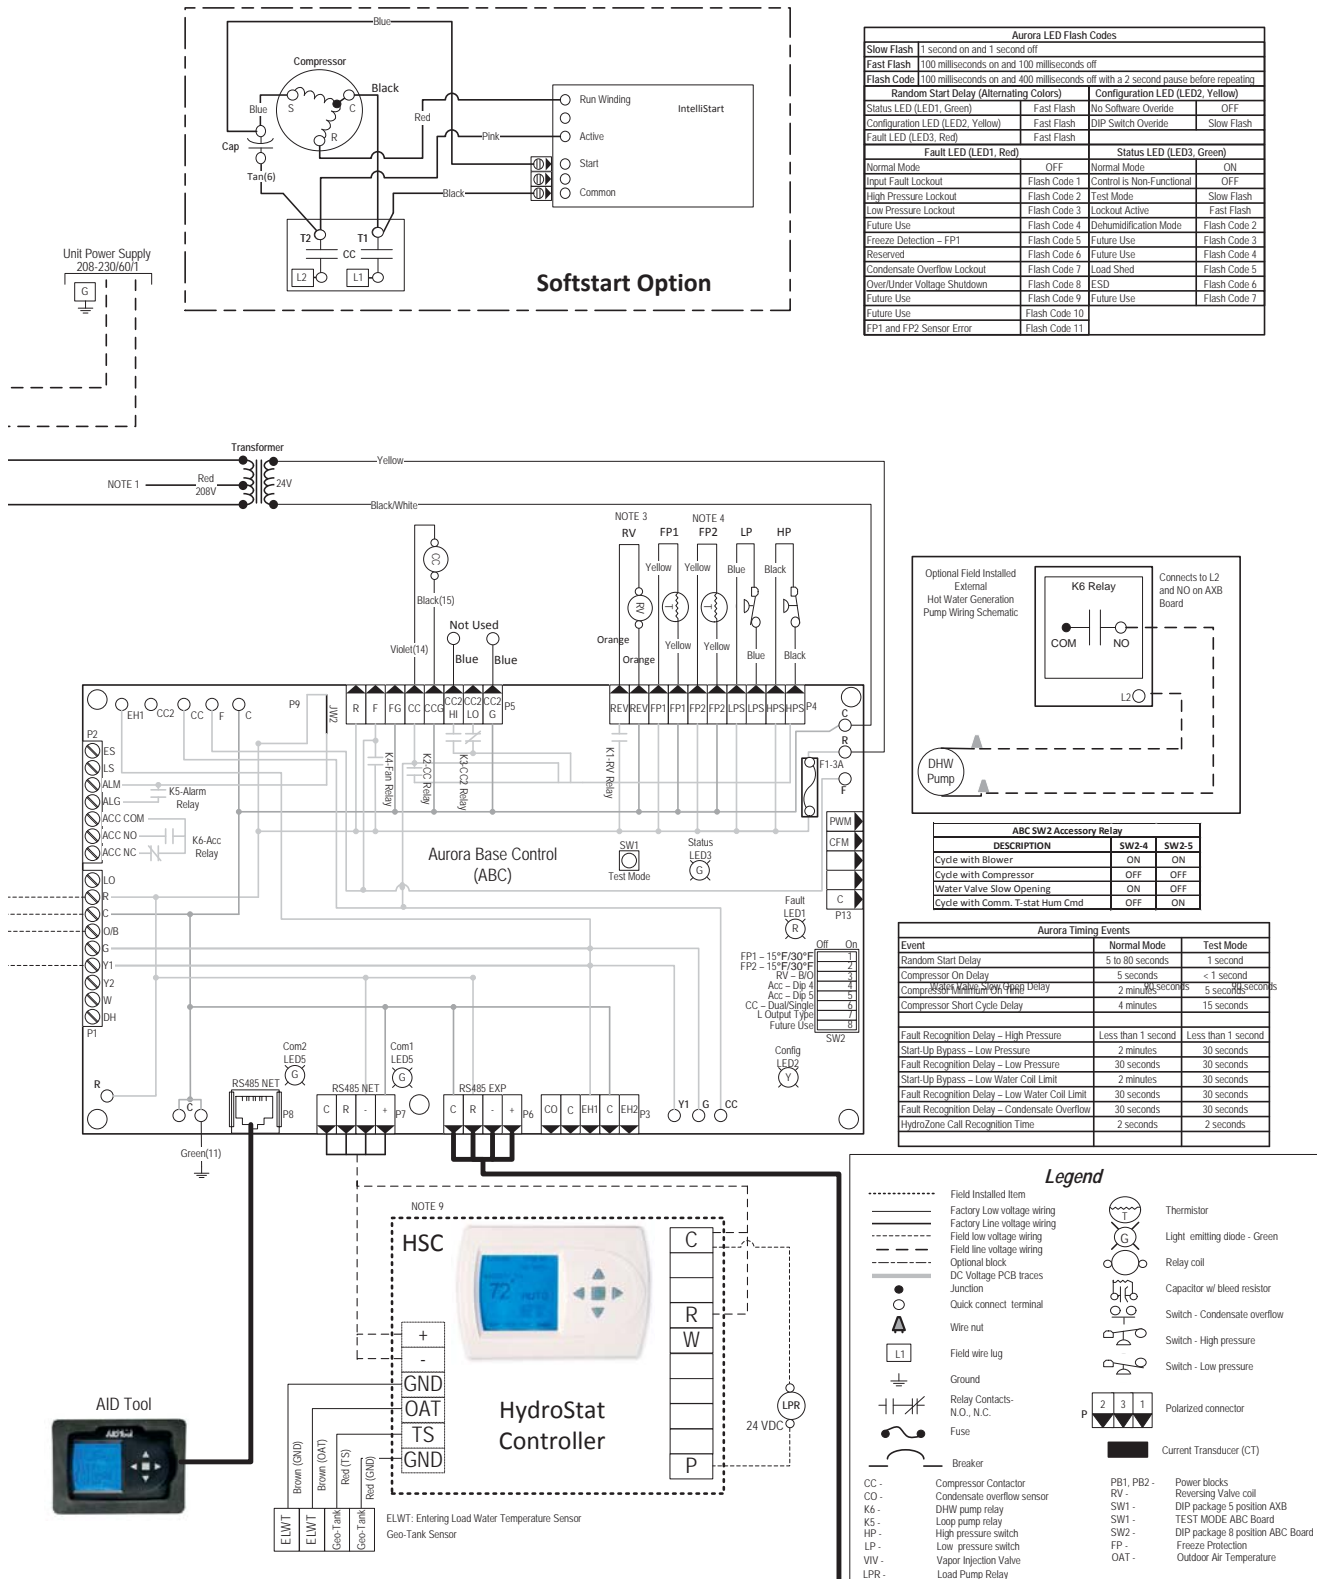 Blue
Compressor
Black
Blue
S
C
R
Red
Pink
Cap
Tan(6)
Black
Run Winding
IntelliStart
Active
Start
Common
T2
T1
CC
L2
L1
Softstart Option
Unit Power Supply
208-230/60/1
G
Aurora LED Flash Codes
Slow Flash 1 second on and 1 second off
Fast Flash 100 milliseconds on and 100 milliseconds off
Flash Code 100 milliseconds on and 400 milliseconds off with a 2 second pause before repeating
Random Start Delay (Alternating Colors) Configuration LED (LED2, Yellow)
Status LED (LED1, Green) Fast Flash No Software Overide OFF
Configuration LED (LED2, Yellow) Fast Flash DIP Switch Overide Slow Flash
Fault LED (LED3, Red) Fast Flash
Fault LED (LED1, Red) Status LED (LED3, Green)
Normal Mode OFF Normal Mode ON
Input Fault Lockout Flash Code 1 Control is Non-Functional OFF
High Pressure Lockout Flash Code 2 Test Mode Slow Flash
Low Pressure Lockout Flash Code 3 Lockout Active Fast Flash
Future Use Flash Code 4 Dehumidification Mode Flash Code 2
Freeze Detection – FP1 Flash Code 5 Future Use Flash Code 3
Reserved Flash Code 6 Future Use Flash Code 4
Condensate Overflow Lockout Flash Code 7 Load Shed Flash Code 5
Over/Under Voltage Shutdown Flash Code 8 ESD Flash Code 6
Future Use Flash Code 9 Future Use Flash Code 7
Future Use Flash Code 10
FP1 and FP2 Sensor Error Flash Code 11
Transformer
NOTE 1
Red
208V
24V
Yellow
Black/White
CC
Black(15)
Violet(14)
Not Used
Blue
Blue
NOTE 3
RV
FP1
NOTE 4
FP2
LP
HP
Yellow
Yellow
Blue
Black
RV
T
T
Orange
Orange
Yellow
Yellow
Blue
Black
Optional Field Installed
External
Hot Water Generation
Pump Wiring Schematic
K6 Relay
COM
NO
L2
Connects to L2
and NO on AXB
Board
DHW
Pump
EH1
CC2
CC
F
C
P9
JW2
R F FG CC CCG CC2 HI CC2 LO CC2 G
P5
REV REV FP1 FP1 FP2 FP2 LPS LPS HPS HPS
P4
C
R
F1-3A
F
P2
ES
LS
ALM
ALG
ACC COM
ACC NO
ACC NC
K5-Alarm
Relay
K6-Acc
Relay
K4-Fan Relay
K2-CC Relay
K3-CC2 Relay
K1-RV Relay
Aurora Base Control
(ABC)
SW1
Test Mode
Status
LED3
G
PWM
CFM
C
P13
Fault
LED1
R
LO
R
C
O/B
G
Y1
Y2
W
DH
P1
Off On
FP1 – 15°F/30°F 1
FP2 – 15°F/30°F 2
RV – B/O 3
Acc – Dip 4 4
Acc – Dip 5 5
CC – Dual/Single 6
L Output Type 7
Future Use 8
SW2
Config
LED2
Y
Com2
LED5
G
Com1
LED5
G
R
C
RS485 NET
P8
RS485 NET
C R - +
P7
RS485 EXP
C R - +
P6
CO C EH1 C EH2
P3
Y1
G
CC
Green(11)
ABC SW2 Accessory Relay
DESCRIPTION SW2-4 SW2-5
Cycle with Blower ON ON
Cycle with Compressor OFF OFF
Water Valve Slow Opening ON OFF
Cycle with Comm. T-stat Hum Cmd OFF ON
Aurora Timing Events
Event Normal Mode Test Mode
Random Start Delay 5 to 80 seconds 1 second
Compressor On Delay 5 seconds < 1 second
Water Valve Slow Open Delay 90 seconds 90 seconds
Compressor Minimum On Time 2 minutes 5 seconds
Compressor Short Cycle Delay 4 minutes 15 seconds
Fault Recognition Delay – High Pressure Less than 1 second Less than 1 second
Start-Up Bypass – Low Pressure 2 minutes 30 seconds
Fault Recognition Delay – Low Pressure 30 seconds 30 seconds
Start-Up Bypass – Low Water Coil Limit 2 minutes 30 seconds
Fault Recognition Delay – Low Water Coil Limit 30 seconds 30 seconds
Fault Recognition Delay – Condensate Overflow 30 seconds 30 seconds
HydroZone Call Recognition Time 2 seconds 2 seconds
NOTE 9
HSC
72
AUTO
C
R
W
P
+
-
GND
OAT
TS
GND
HydroStat
Controller
LPR
24 VDC
AID Tool
Brown (GND)
Brown (OAT)
Red (TS)
Red (GND)
ELWT
ELWT
Geo-Tank
Geo-Tank
ELWT: Entering Load Water Temperature Sensor
Geo-Tank Sensor
Legend
Field Installed Item
Factory Low voltage wiring
Factory Line voltage wiring
Field low voltage wiring
Field line voltage wiring
Optional block
DC Voltage PCB traces
Junction
Quick connect terminal
Wire nut
L1 Field wire lug
Ground
Relay Contacts-
N.O., N.C.
Fuse
Breaker
T Thermistor
G Light emitting diode - Green
Relay coil
Capacitor w/ bleed resistor
Switch - Condensate overflow
Switch - High pressure
Switch - Low pressure
P 2 3 1 Polarized connector
Current Transducer (CT)
CC - Compressor Contactor
CO - Condensate overflow sensor
K6 - DHW pump relay
K5 - Loop pump relay
HP - High pressure switch
LP - Low pressure switch
VIV - Vapor Injection Valve
LPR - Load Pump Relay
PB1, PB2 - Power blocks
RV - Reversing Valve coil
SW1 - DIP package 5 position AXB
SW1 - TEST MODE ABC Board
SW2 - DIP package 8 position ABC Board
FP - Freeze Protection
OAT - Outdoor Air Temperature